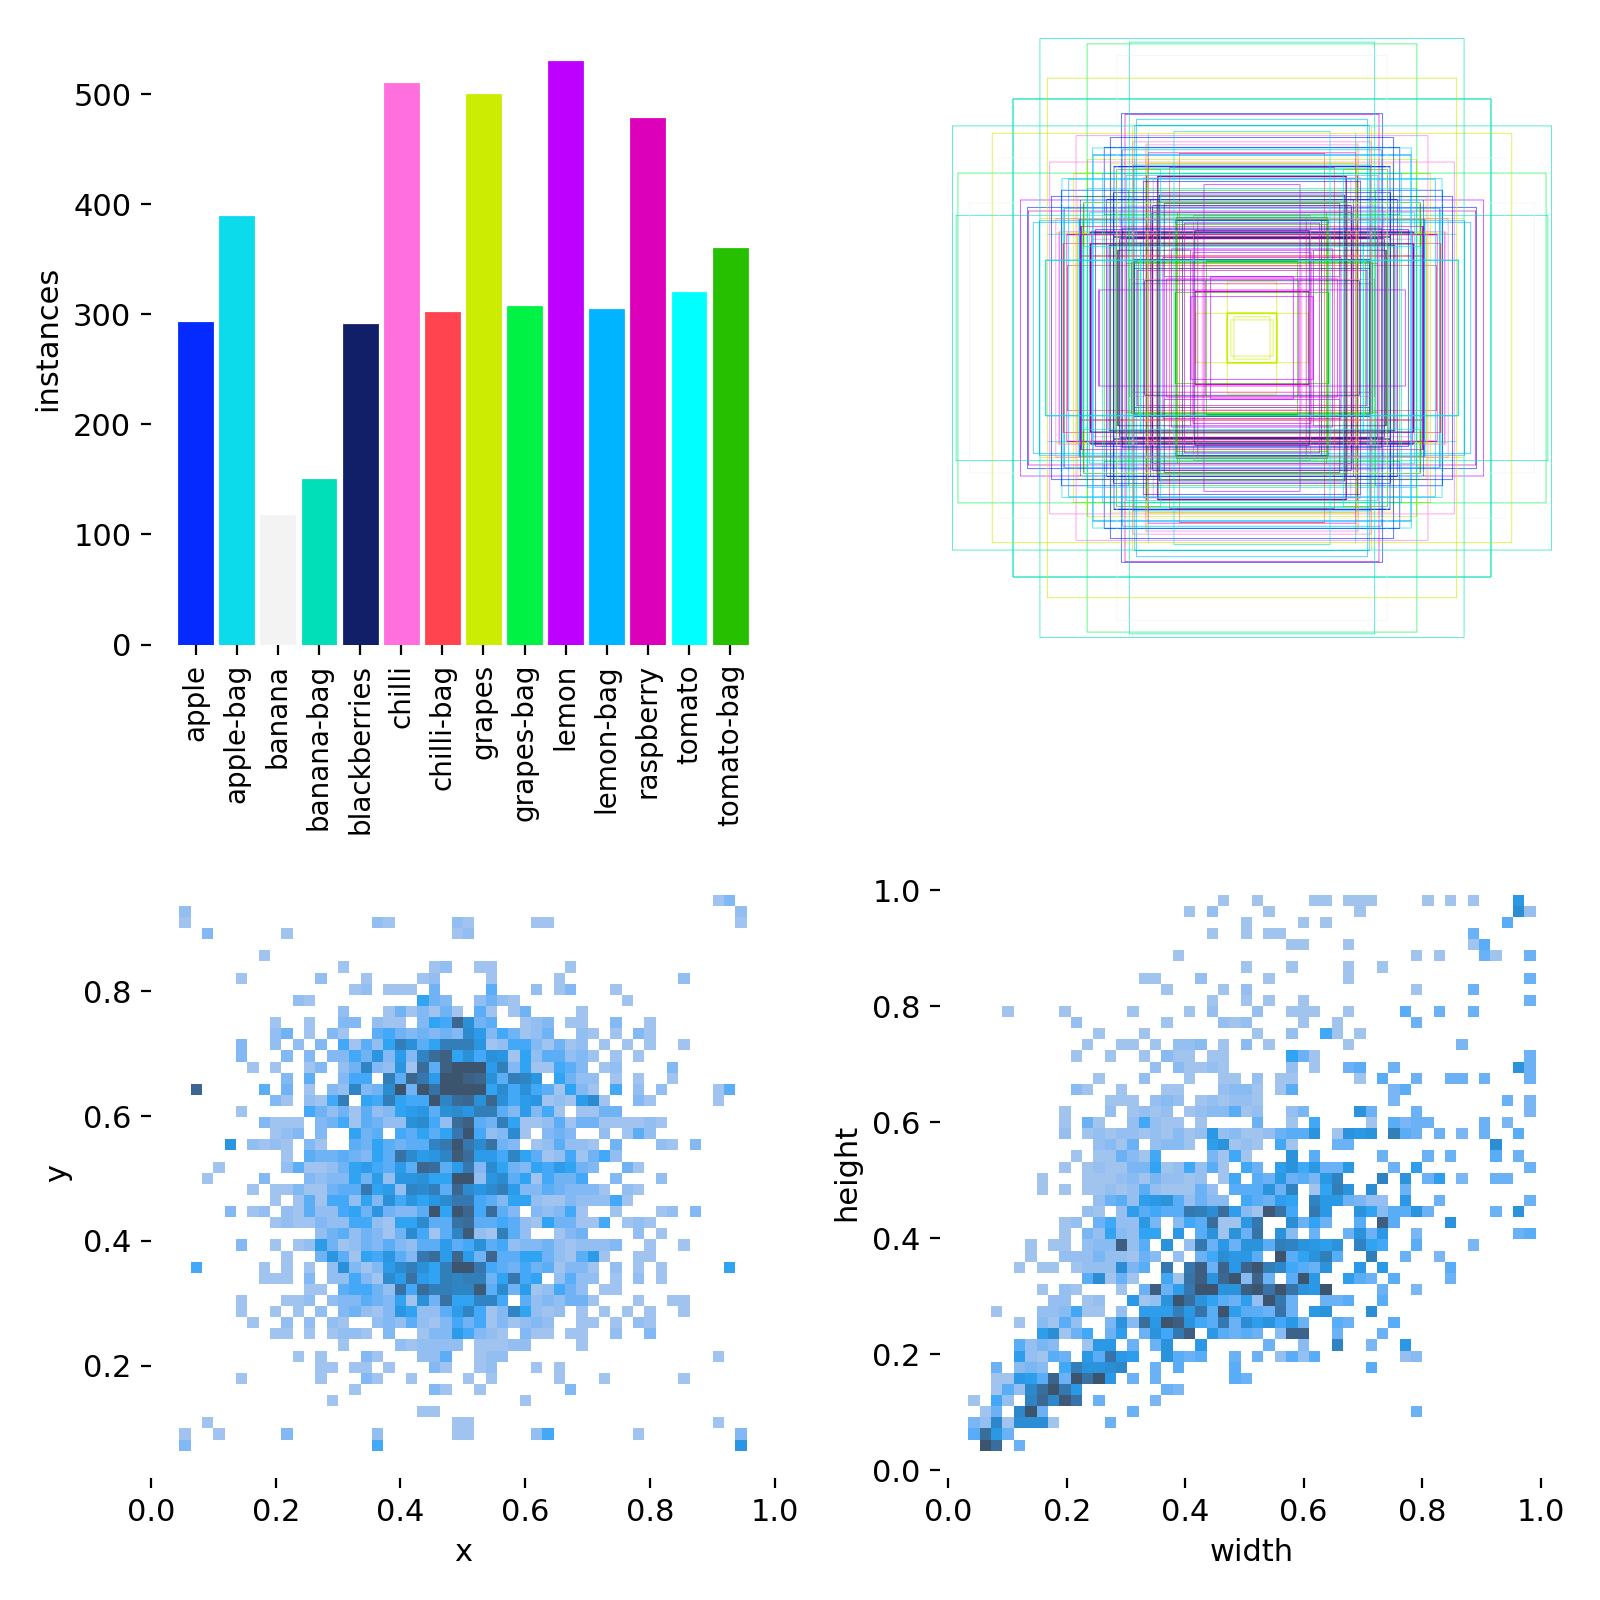 instances
500
400
300
200
100
0
apple
apple-bag
banana
banana-bag
blackberries
chilli
chilli-bag
grapes
grapes-bag
lemon
lemon-bag
raspberry
tomato
tomato-bag
y
0.8
0.6
0.4
0.2
0.0 0.2 0.4 0.6 0.8 1.0
x
height
1.0
0.8
0.6
0.4
0.2
0.0
0.0 0.2 0.4 0.6 0.8 1.0
width